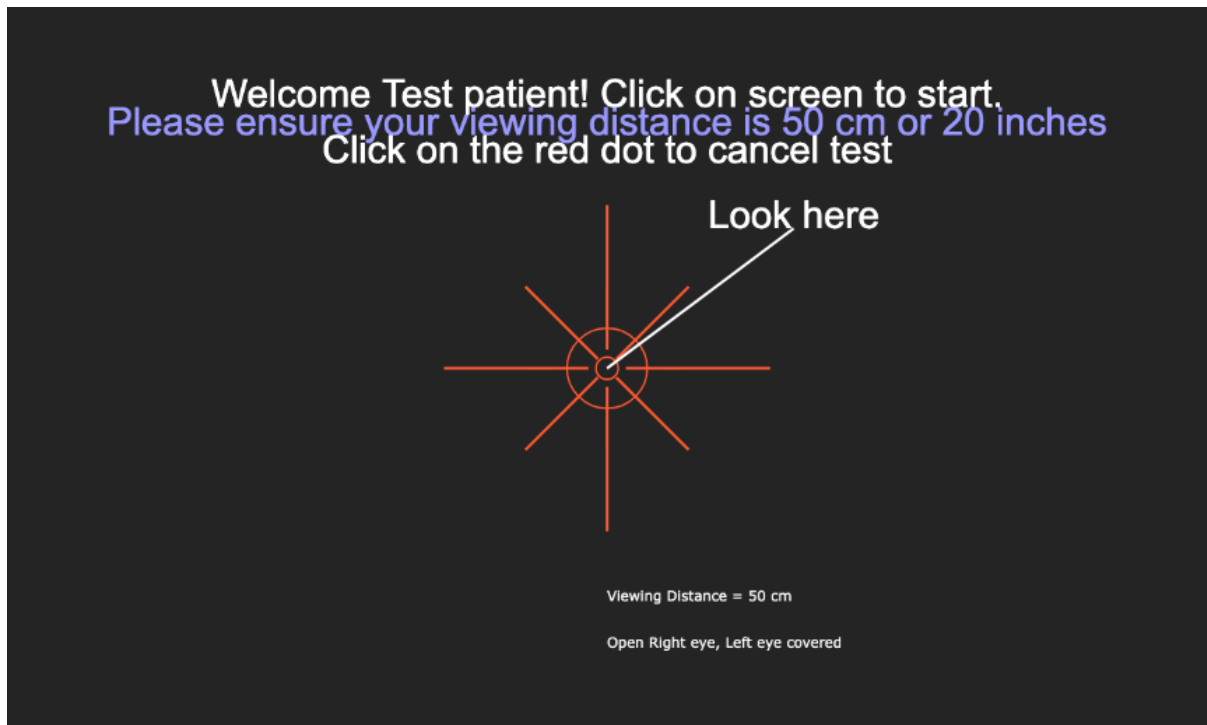 Welcome Test patient! Click on screen to start.
Please ensure your viewing distance is 50 cm or 20 inches
Click on the red dot to cancel test
Look here
Viewing Distance = 50 cm
Open Right eye, Left eye covered